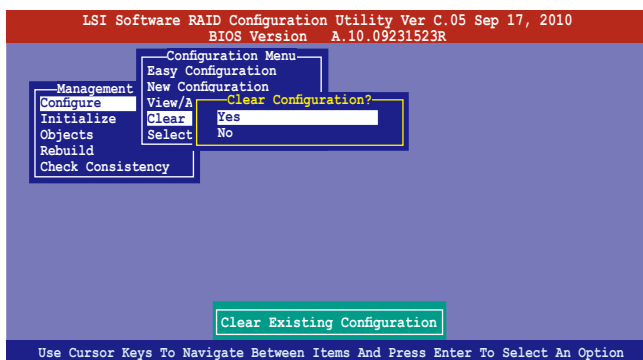 LSI Software RAID Configuration Utility Ver C.05 Sep 17, 2010
BIOS Version A.10.09231523R
Configuration Menu
Easy Configuration
New Configuration
View/A
Clear
Select
Management
Configure
Initialize
Objects
Rebuild
Check Consistency
Clear Configuration?
Yes
No
Clear Existing Configuration
Use Cursor Keys To Navigate Between Items And Press Enter To Select An Option